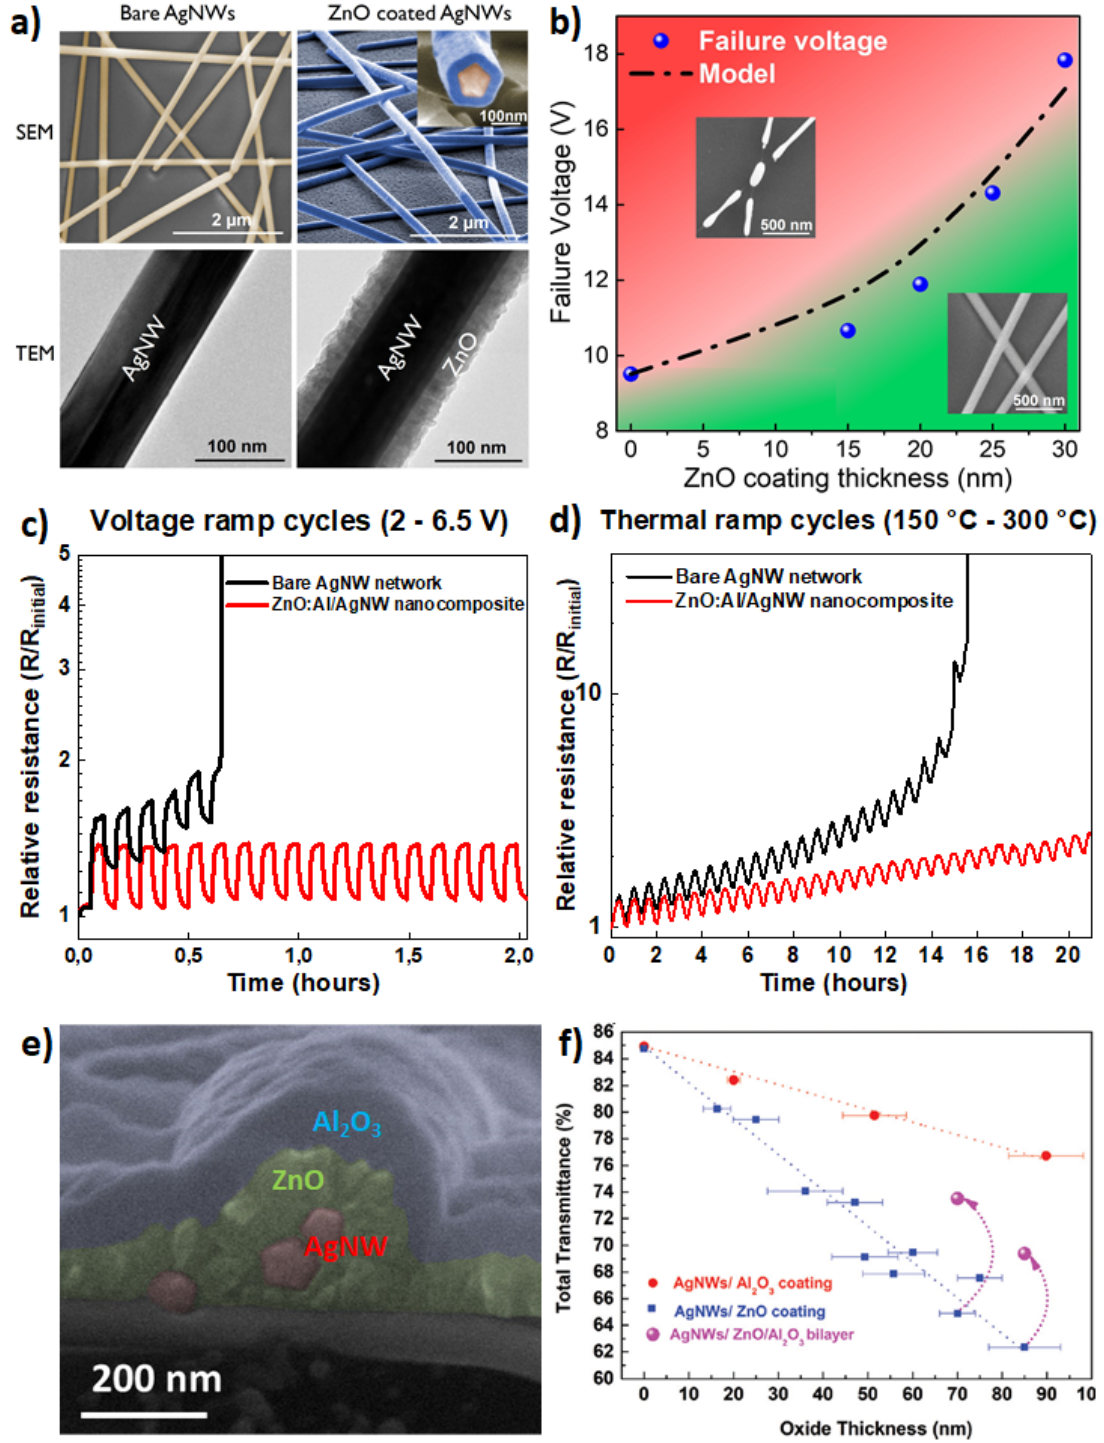 a)
Bare AgNWs
ZnO coated AgNWs
SEM
2 µm
100nm
2 µm
TEM
AgNW
100 nm
AgNW
ZnO
100 nm
b)
Failure voltage
Model
Failure Voltage (V)
18
16
14
12
10
8
500 nm
500 nm
0
5
10
15
20
25
30
ZnO coating thickness (nm)
c)
Voltage ramp cycles (2 - 6.5 V)
Bare AgNW network
ZnO:Al/AgNW nanocomposite
Relative resistance (R/Rinitial)
5
4
3
2
1
0,0
0,5
1,0
1,5
2,0
Time (hours)
d)
Thermal ramp cycles (150 °C - 300 °C)
Bare AgNW network
ZnO:Al/AgNW nanocomposite
Relative resistance (R/Rinitial)
10
1
0
2
4
6
8
10
12
14
16
18
20
Time (hours)
e)
Al2O3
ZnO
AgNW
200 nm
f)
Total Transmittance (%)
86
84
82
80
78
76
74
72
70
68
66
64
62
60
AgNWs/ Al2O3 coating
AgNWs/ ZnO coating
AgNWs/ ZnO/Al2O3 bilayer
0
10
20
30
40
50
60
70
80
90
10
Oxide Thickness (nm)